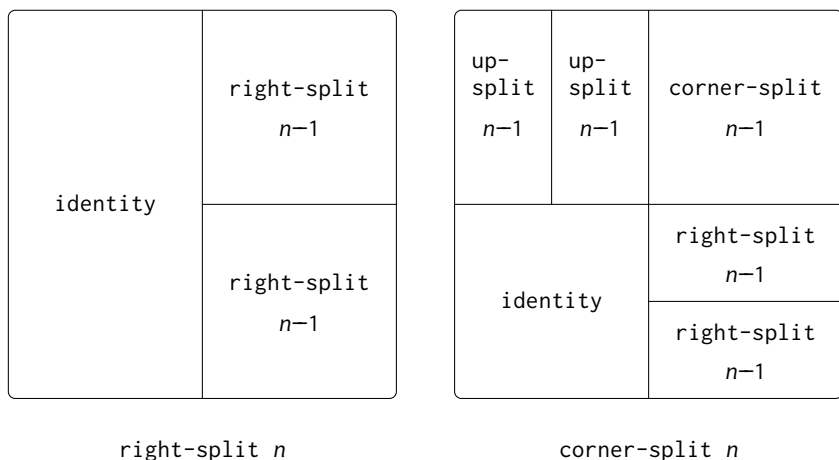 identity
right-split
n−1
right-split
n−1
right-split n
up-
split
n−1
up-
split
n−1
corner-split
n−1
identity
right-split
n−1
right-split
n−1
corner-split n